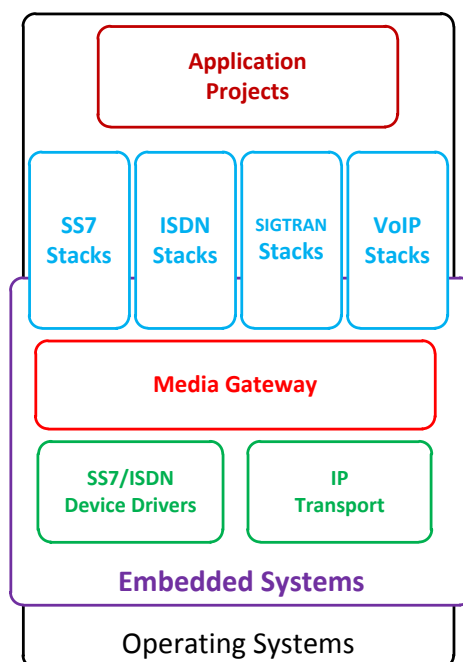 Application
Projects
SS7
Stacks
ISDN
Stacks
SIGTRAN
Stacks
VoIP
Stacks
Media Gateway
SS7/ISDN
Device Drivers
IP
Transport
Embedded Systems
Operating Systems